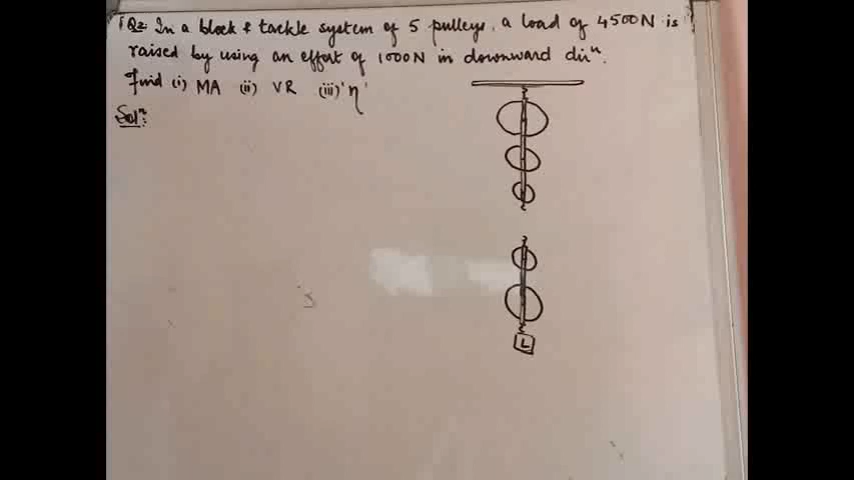 Q2: In a block & tackle system of 5 pulleys, a load of 4500N is
raised by using an effort of 1000N in downward dirⁿ.
Find (i) MA (ii) VR (iii) 'η'
Solⁿ:
L